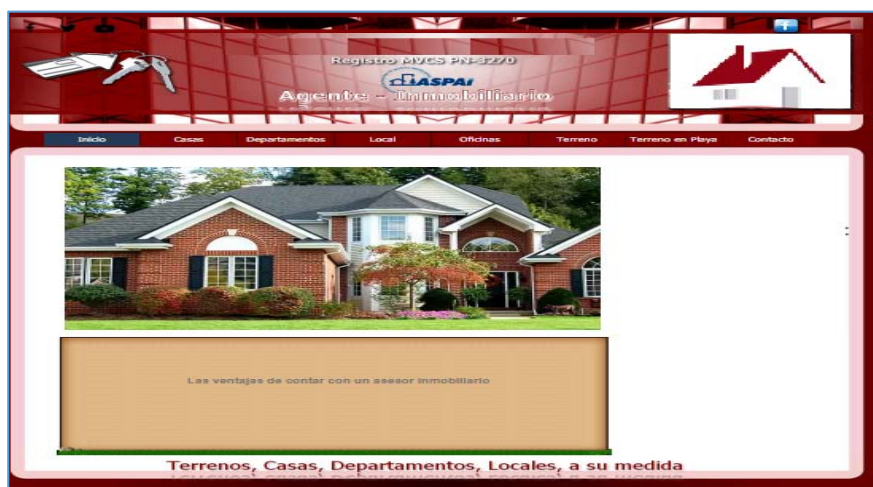 Registro MVCS PN-3270
ASPAI
Agente - Inmobiliario
Inicio Casas Departamentos Local Oficinas Terreno Terreno en Playa Contacto
Las ventajas de contar con un asesor inmobiliario
Terrenos, Casas, Departamentos, Locales, a su medida